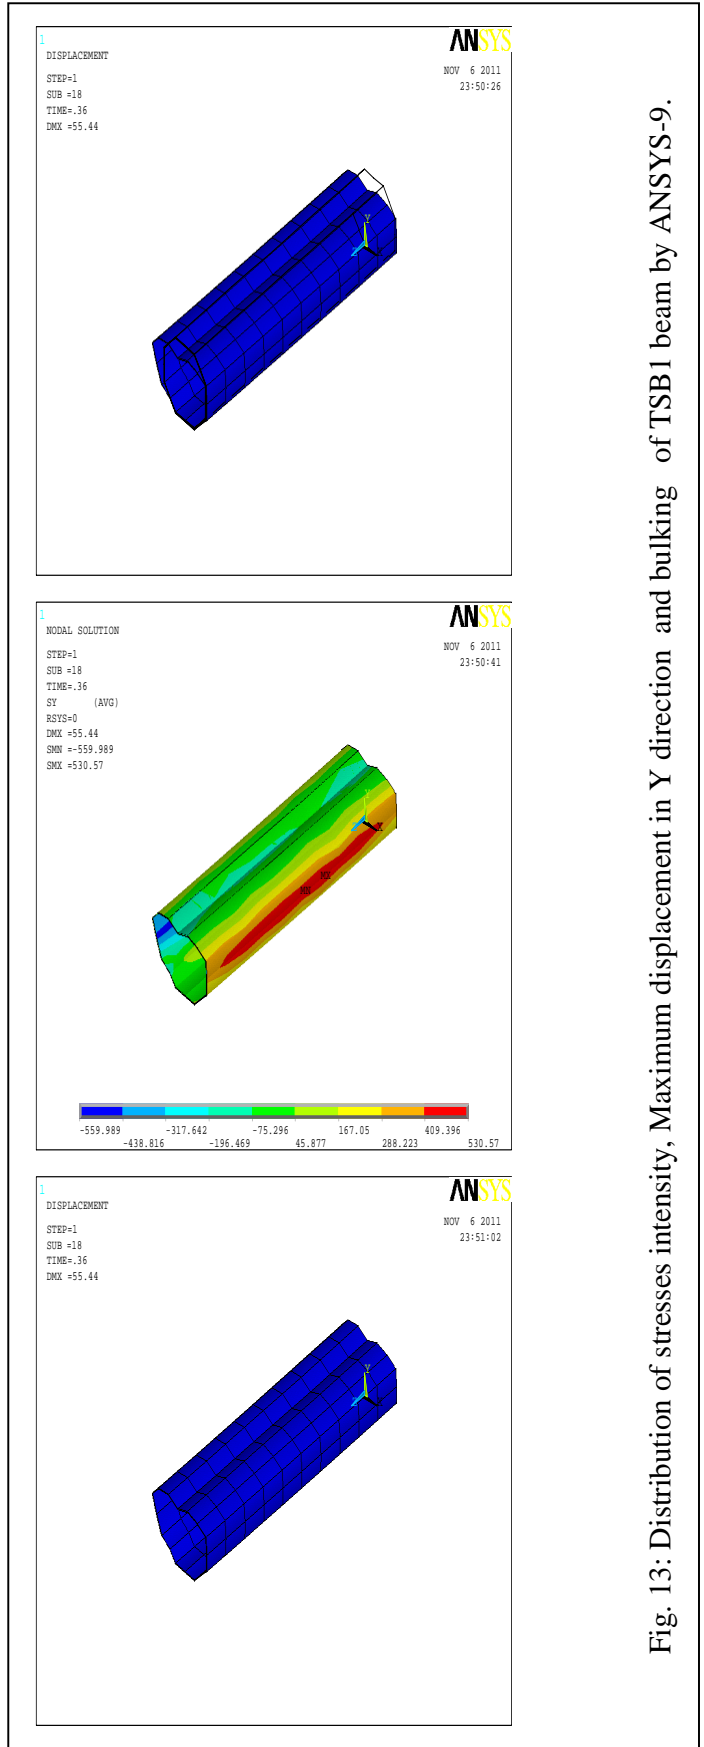 1
ANSYS
DISPLACEMENT
NOV 6 2011
STEP=1
23:50:26
SUB =18
TIME=.36
DMX =55.44
Y
Z
1
ANSYS
NODAL SOLUTION
NOV 6 2011
STEP=1
23:50:41
SUB =18
TIME=.36
SY (AVG)
RSYS=0
DMX =55.44
SMN =-559.989
SMX =530.57
Y
Z
X
MX
MN
-559.989 -317.642 -75.296 167.05 409.396
-438.816 -196.469 45.877 288.223 530.57
1
ANSYS
DISPLACEMENT
NOV 6 2011
STEP=1
23:51:02
SUB =18
TIME=.36
DMX =55.44
Y
Z
Fig. 13: Distribution of stresses intensity, Maximum displacement in Y direction and bulking of TSB1 beam by ANSYS-9.